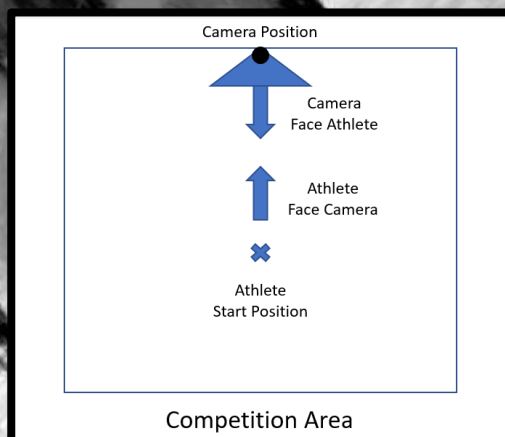 Camera Position
Camera
Face Athlete
Athlete
Face Camera
Athlete
Start Position
Competition Area